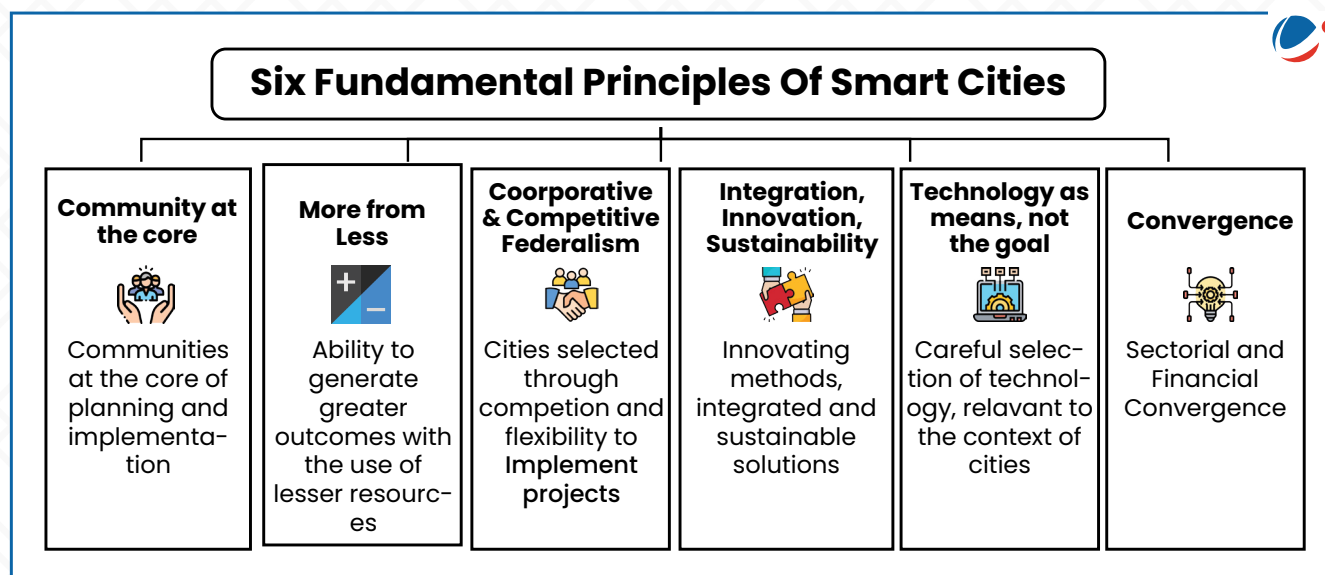 Six Fundamental Principles Of Smart Cities
Community at
the core
Communities
at the core of
planning and
implementa-
tion
More from
Less
+
−
Ability to
generate
greater
outcomes with
the use of
lesser resourc-
es
Coorporative
& Competitive
Federalism
Cities selected
through
competion and
flexibility to
Implement
projects
Integration,
Innovation,
Sustainability
Innovating
methods,
integrated and
sustainable
solutions
Technology as
means, not
the goal
Careful selec-
tion of technol-
ogy, relavant to
the context of
cities
Convergence
Sectorial and
Financial
Convergence